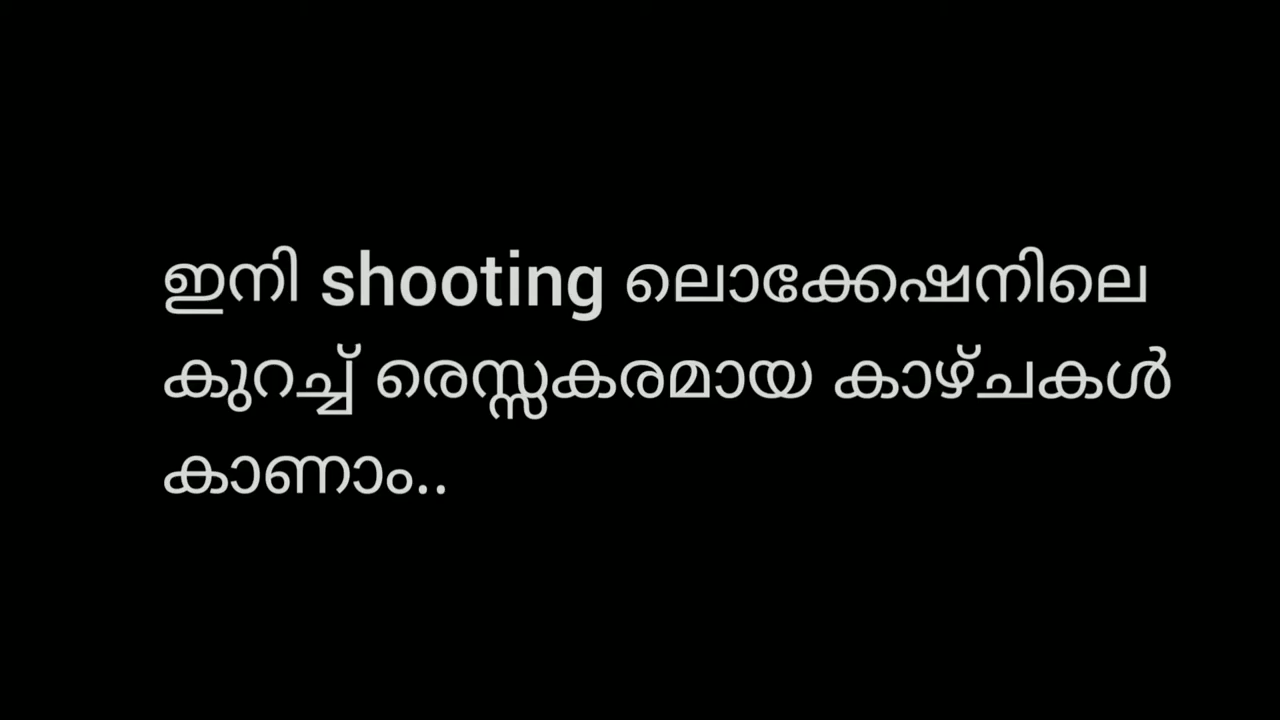 ഇനി shooting ലൊക്കേഷനിലെ
കുറച്ച് രെസ്സകരമായ കാഴ്ചകൾ
കാണാം..